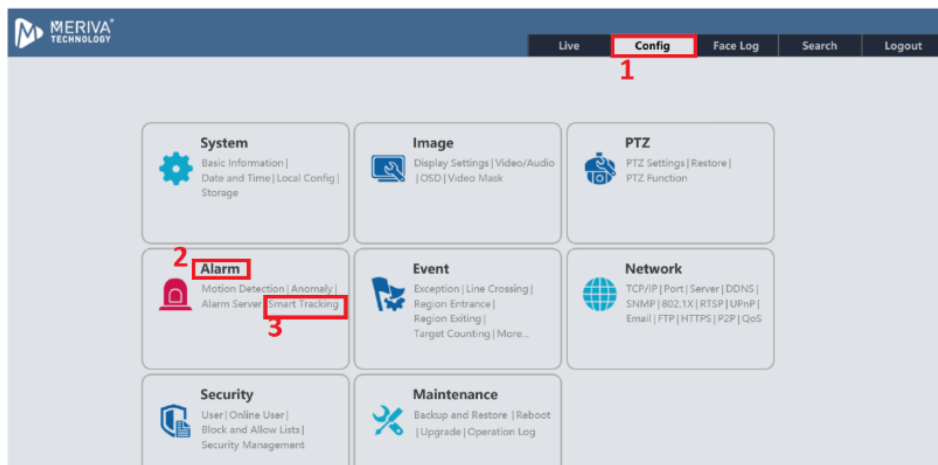 MERIVA®
TECHNOLOGY
Live Config Face Log Search Logout
1
System
Basic Information |
Date and Time | Local Config |
Storage
Image
Display Settings | Video/Audio
| OSD | Video Mask
PTZ
PTZ Settings | Restore |
PTZ Function
2
Alarm
Motion Detection | Anomaly |
Alarm Server | Smart Tracking
3
Event
Exception | Line Crossing |
Region Entrance |
Region Exiting |
Target Counting | More...
Network
TCP/IP | Port | Server | DDNS |
SNMP | 802.1X | RTSP | UPnP |
Email | FTP | HTTPS | P2P | QoS
Security
User | Online User |
Block and Allow Lists |
Security Management
Maintenance
Backup and Restore | Reboot
| Upgrade | Operation Log